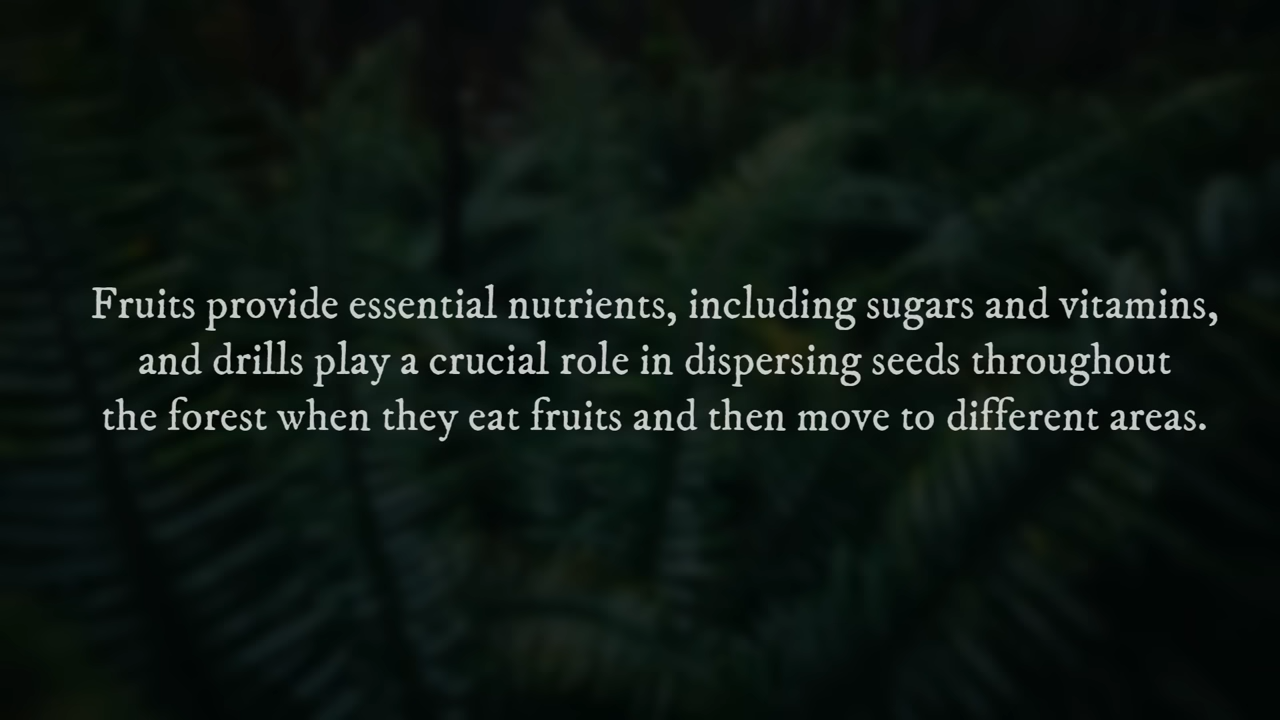 Fruits provide essential nutrients, including sugars and vitamins,
and drills play a crucial role in dispersing seeds throughout
the forest when they eat fruits and then move to different areas.